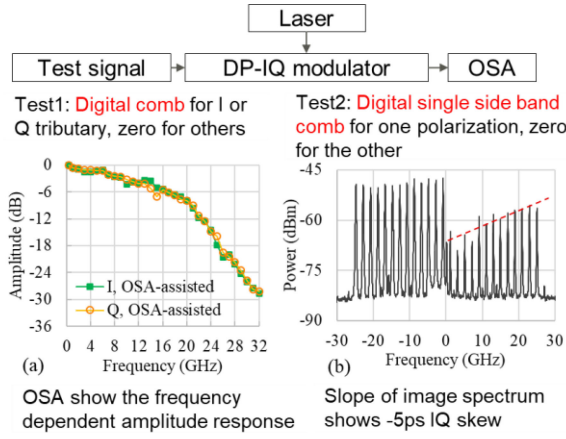 Laser
Test signal
DP-IQ modulator
OSA
Test1: Digital comb for I or
Q tributary, zero for others
Test2: Digital single side band
comb for one polarization, zero
for the other
Amplitude (dB)
0
-6
-12
-18
-24
-30
-36
I, OSA-assisted
Q, OSA-assisted
0 4 8 12 16 20 24 28 32
Frequency (GHz)
(a)
Power (dBm)
-45
-60
-75
-90
-30 -20 -10 0 10 20 30
Frequency (GHz)
(b)
OSA show the frequency
dependent amplitude response
Slope of image spectrum
shows -5ps IQ skew